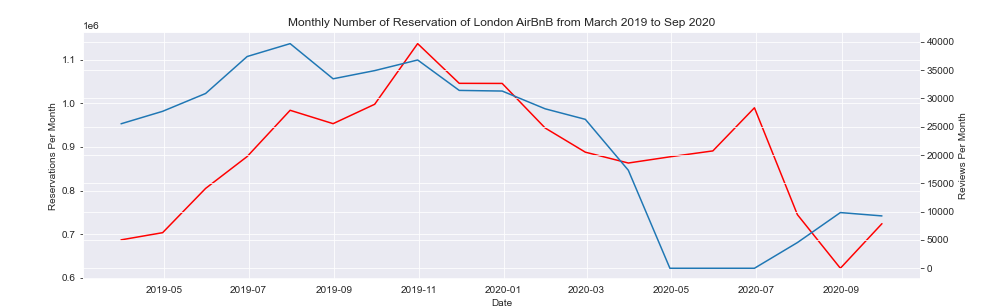 Monthly Number of Reservation of London AirBnB from March 2019 to Sep 2020
1e6
1.1
1.0
0.9
0.8
0.7
0.6
Reservations Per Month
40000
35000
30000
25000
20000
15000
10000
5000
0
Reviews Per Month
2019-05 2019-07 2019-09 2019-11 2020-01 2020-03 2020-05 2020-07 2020-09
Date